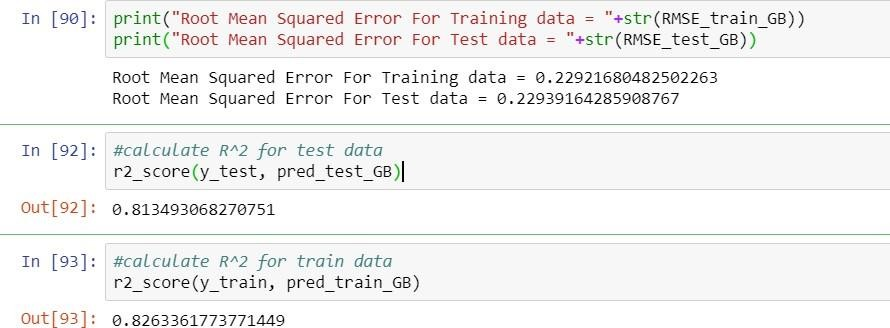 In [90]: print("Root Mean Squared Error For Training data = "+str(RMSE_train_GB))
print("Root Mean Squared Error For Test data = "+str(RMSE_test_GB))
Root Mean Squared Error For Training data = 0.22921680482502263
Root Mean Squared Error For Test data = 0.22939164285908767
In [92]: #calculate R^2 for test data
r2_score(y_test, pred_test_GB)
Out[92]: 0.813493068270751
In [93]: #calculate R^2 for train data
r2_score(y_train, pred_train_GB)
Out[93]: 0.8263361773771449